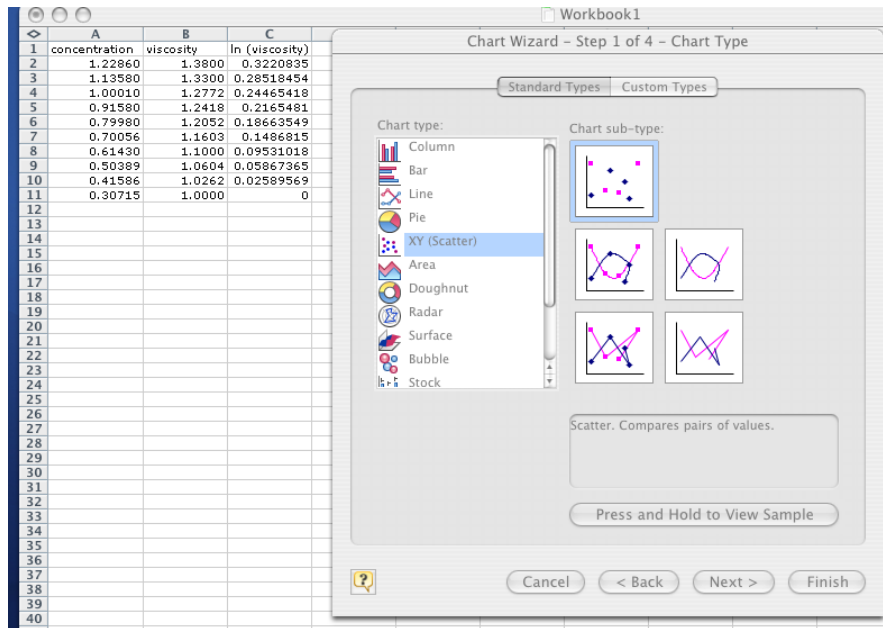 Workbook1
A B C
1 concentration viscosity ln (viscosity)
2 1.22860 1.3800 0.3220835
3 1.13580 1.3300 0.28518454
4 1.00010 1.2772 0.24465418
5 0.91580 1.2418 0.2165481
6 0.79980 1.2052 0.18663549
7 0.70056 1.1603 0.1486815
8 0.61430 1.1000 0.09531018
9 0.50389 1.0604 0.05867365
10 0.41586 1.0262 0.02589569
11 0.30715 1.0000 0
12
13
14
15
16
17
18
19
20
21
22
23
24
25
26
27
28
29
30
31
32
33
34
35
36
37
38
39
40
Chart Wizard – Step 1 of 4 – Chart Type
Standard Types Custom Types
Chart type:
Column
Bar
Line
Pie
XY (Scatter)
Area
Doughnut
Radar
Surface
Bubble
Stock
Chart sub-type:
Scatter. Compares pairs of values.
Press and Hold to View Sample
? Cancel < Back Next > Finish